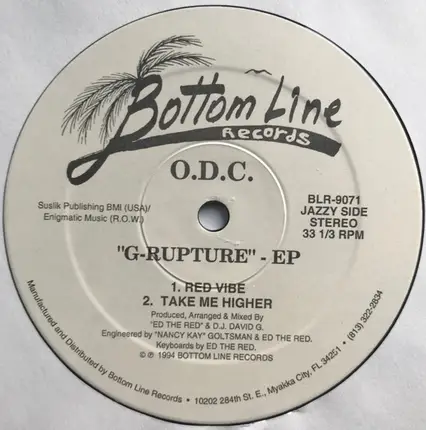 Bottom Line
Records
O.D.C.
Suslik Publishing BMI (USA)/
Enigmatic Music (R.O.W.)
BLR-9071
JAZZY SIDE
STEREO
33 1/3 RPM
"G-RUPTURE" - EP
1. RED VIBE
2. TAKE ME HIGHER
Produced, Arranged & Mixed By
"ED THE RED" & D.J. DAVID G.
Engineered by "NANCY KAY" GOLTSMAN & ED THE RED.
Keyboards by ED THE RED.
© ℗ 1994 BOTTOM LINE RECORDS
Manufactured and Distributed by Bottom Line Records • 10202 284th St. E., Myakka City, FL 34251 • (813) 322-2834